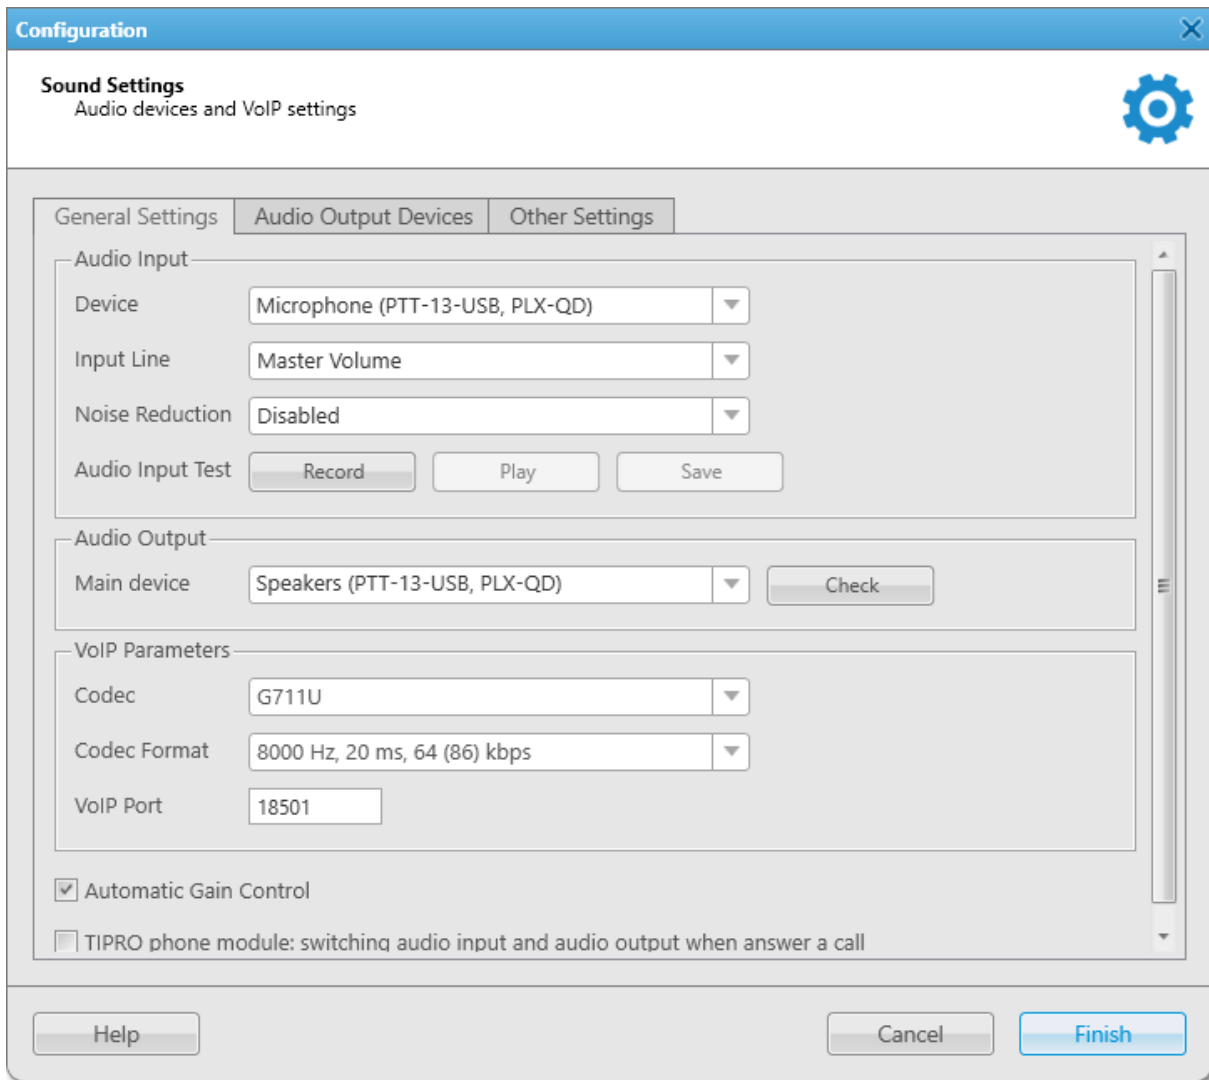 Configuration
Sound Settings
Audio devices and VoIP settings
General Settings Audio Output Devices Other Settings
Audio Input
Device Microphone (PTT-13-USB, PLX-QD)
Input Line Master Volume
Noise Reduction Disabled
Audio Input Test Record Play Save
Audio Output
Main device Speakers (PTT-13-USB, PLX-QD) Check
VoIP Parameters
Codec G711U
Codec Format 8000 Hz, 20 ms, 64 (86) kbps
VoIP Port 18501
Automatic Gain Control
TIPRO phone module: switching audio input and audio output when answer a call
Help Cancel Finish